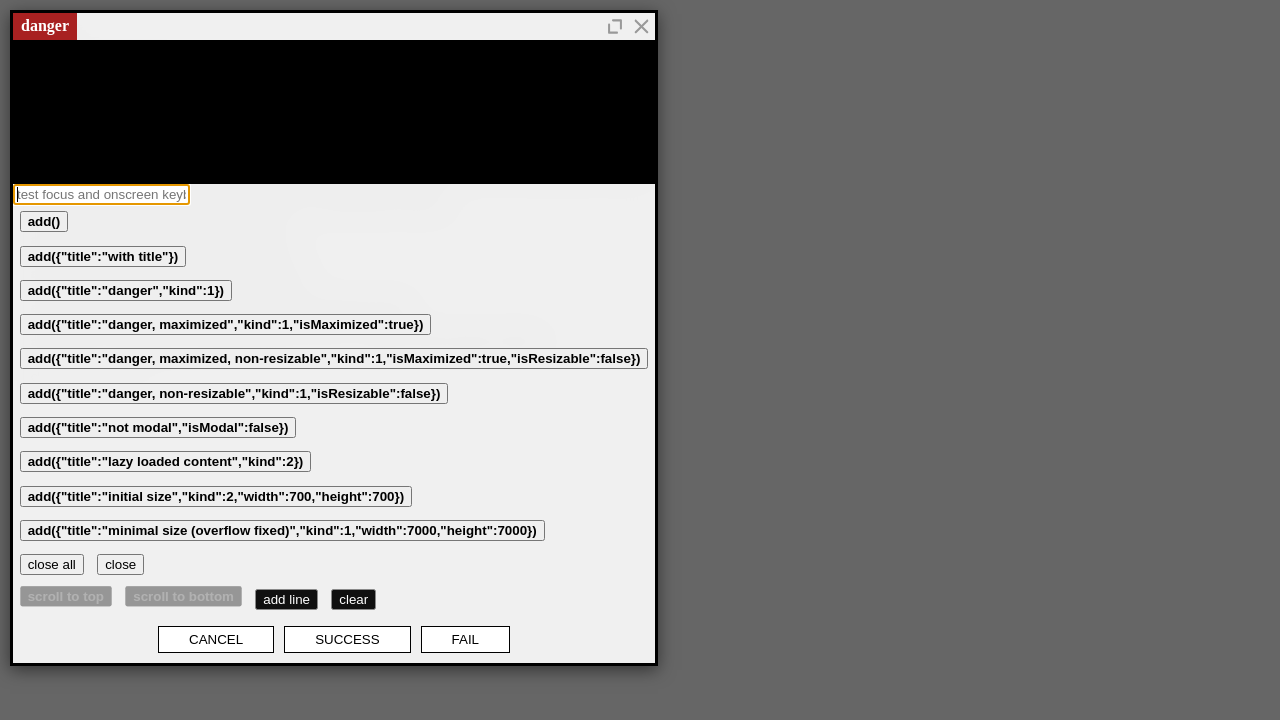 danger
test focus and onscreen key
add()
add({"title":"with title"})
add({"title":"danger","kind":1})
add({"title":"danger, maximized","kind":1,"isMaximized":true})
add({"title":"danger, maximized, non-resizable","kind":1,"isMaximized":true,"isResizable":false})
add({"title":"danger, non-resizable","kind":1,"isResizable":false})
add({"title":"not modal","isModal":false})
add({"title":"lazy loaded content","kind":2})
add({"title":"initial size","kind":2,"width":700,"height":700})
add({"title":"minimal size (overflow fixed)","kind":1,"width":7000,"height":7000})
close all close
scroll to top scroll to bottom add line clear
CANCEL SUCCESS FAIL